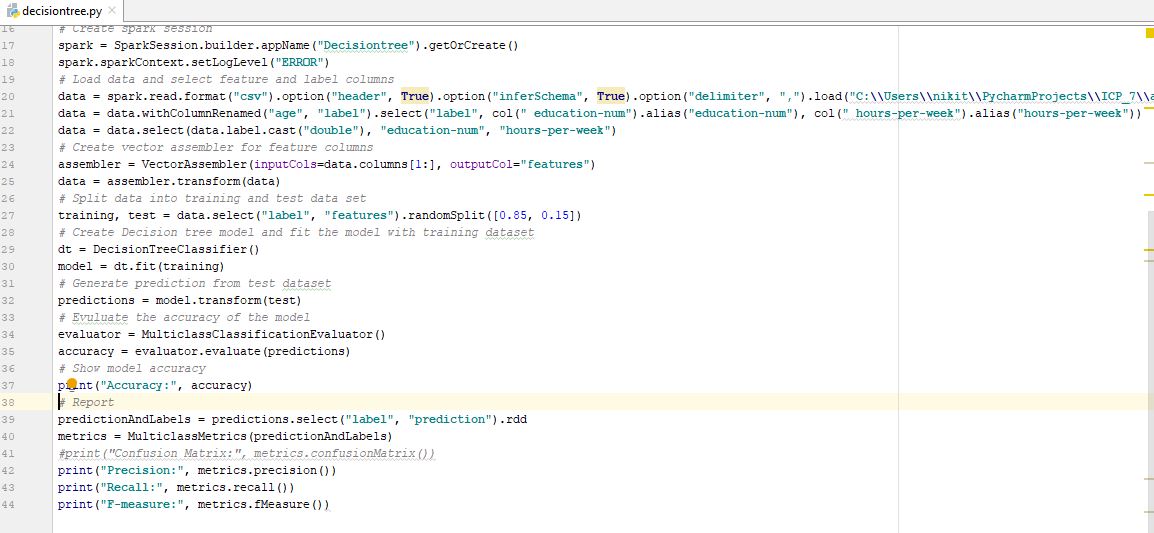 decisiontree.py
16 # Create spark session
17 spark = SparkSession.builder.appName("Decisiontree").getOrCreate()
18 spark.sparkContext.setLogLevel("ERROR")
19 # Load data and select feature and label columns
20 data = spark.read.format("csv").option("header", True).option("inferSchema", True).option("delimiter", ",").load("C:\\Users\\nikit\\PycharmProjects\\ICP_7\\a
21 data = data.withColumnRenamed("age", "label").select("label", col(" education-num").alias("education-num"), col(" hours-per-week").alias("hours-per-week"))
22 data = data.select(data.label.cast("double"), "education-num", "hours-per-week")
23 # Create vector assembler for feature columns
24 assembler = VectorAssembler(inputCols=data.columns[1:], outputCol="features")
25 data = assembler.transform(data)
26 # Split data into training and test data set
27 training, test = data.select("label", "features").randomSplit([0.85, 0.15])
28 # Create Decision tree model and fit the model with training dataset
29 dt = DecisionTreeClassifier()
30 model = dt.fit(training)
31 # Generate prediction from test dataset
32 predictions = model.transform(test)
33 # Evuluate the accuracy of the model
34 evaluator = MulticlassClassificationEvaluator()
35 accuracy = evaluator.evaluate(predictions)
36 # Show model accuracy
37 print("Accuracy:", accuracy)
38 # Report
39 predictionAndLabels = predictions.select("label", "prediction").rdd
40 metrics = MulticlassMetrics(predictionAndLabels)
41 #print("Confusion Matrix:", metrics.confusionMatrix())
42 print("Precision:", metrics.precision())
43 print("Recall:", metrics.recall())
44 print("F-measure:", metrics.fMeasure())